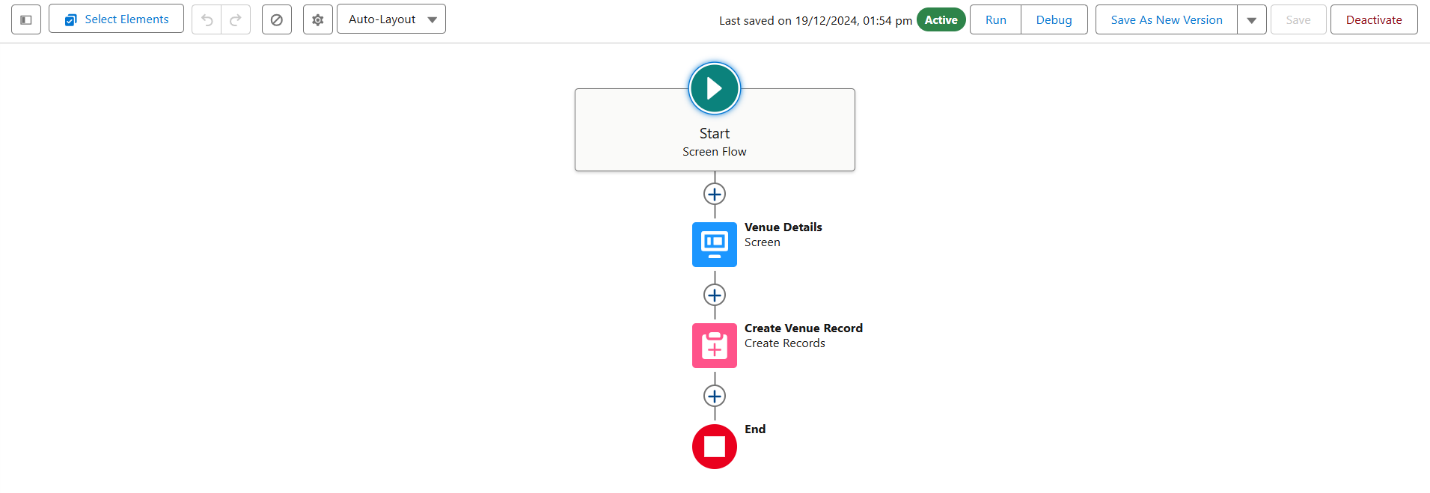 Select Elements
Auto-Layout
Last saved on 19/12/2024, 01:54 pm
Active
Run
Debug
Save As New Version
Save
Deactivate
Start
Screen Flow
Venue Details
Screen
Create Venue Record
Create Records
End